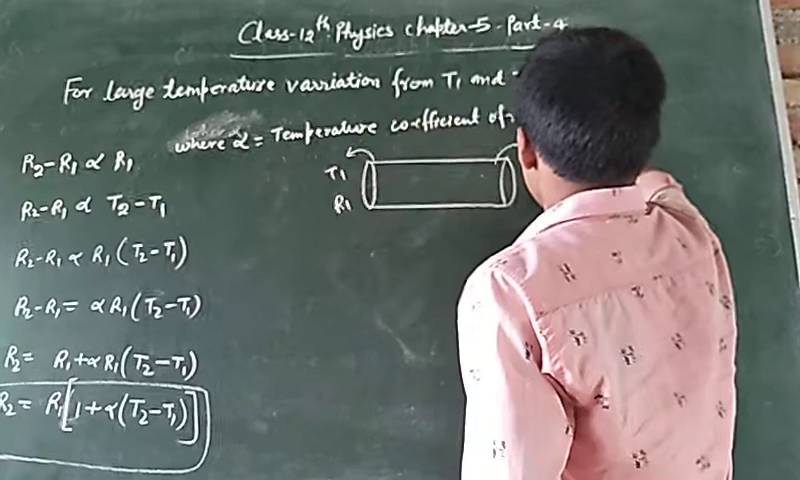 Class-12th Physics chapter-5 Part-4
For large temperature varriation from T1 and
where α = Temperature coefficient of
R2-R1 ∝ R1
R2-R1 ∝ T2-T1
R2-R1 ∝ R1(T2-T1)
R2-R1 = αR1(T2-T1)
R2 = R1+αR1(T2-T1)
R2 = R1[1+α(T2-T1)]
T1
R1